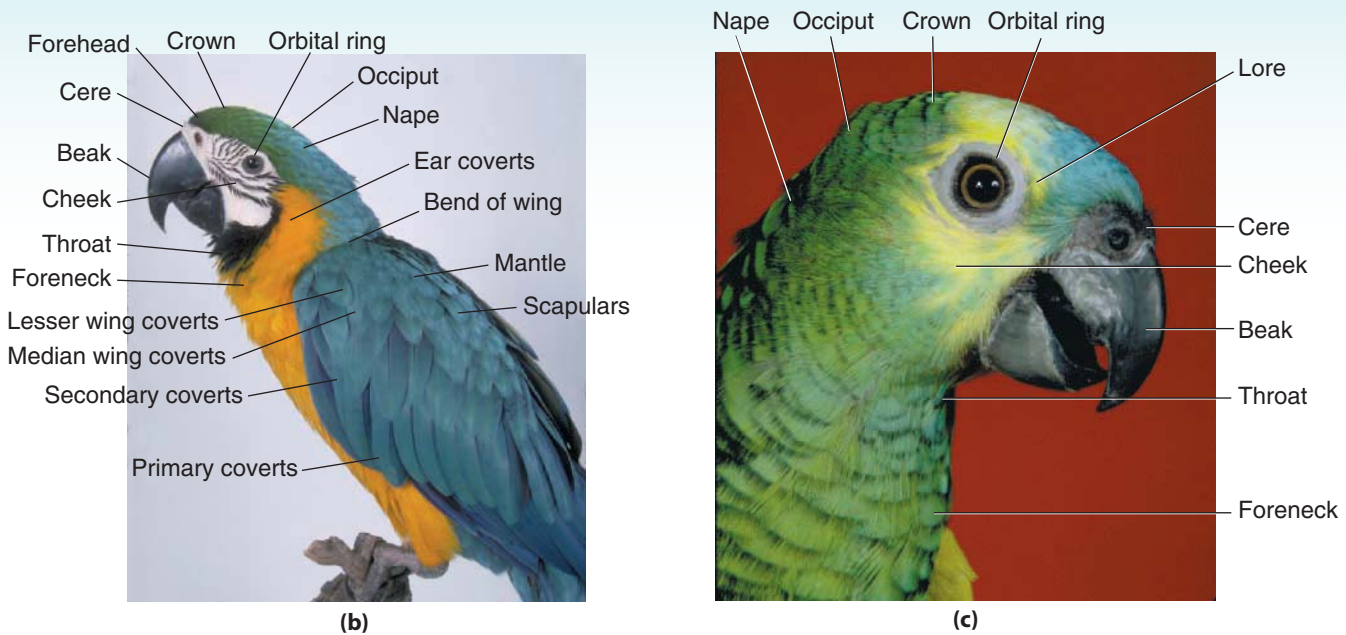 Forehead
Crown
Orbital ring
Cere
Occiput
Nape
Beak
Ear coverts
Cheek
Bend of wing
Throat
Mantle
Foreneck
Scapulars
Lesser wing coverts
Median wing coverts
Secondary coverts
Primary coverts
(b)
Nape Occiput Crown Orbital ring
Lore
Cere
Cheek
Beak
Throat
Foreneck
(c)